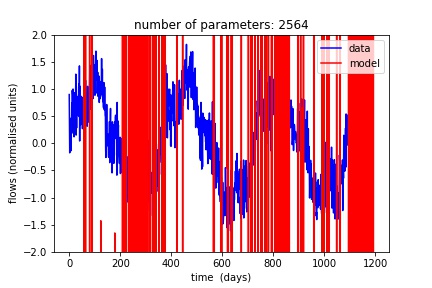 number of parameters: 2564
data
model
2.0
1.5
1.0
0.5
0.0
−0.5
−1.0
−1.5
−2.0
flows (normalised units)
0 200 400 600 800 1000 1200
time (days)